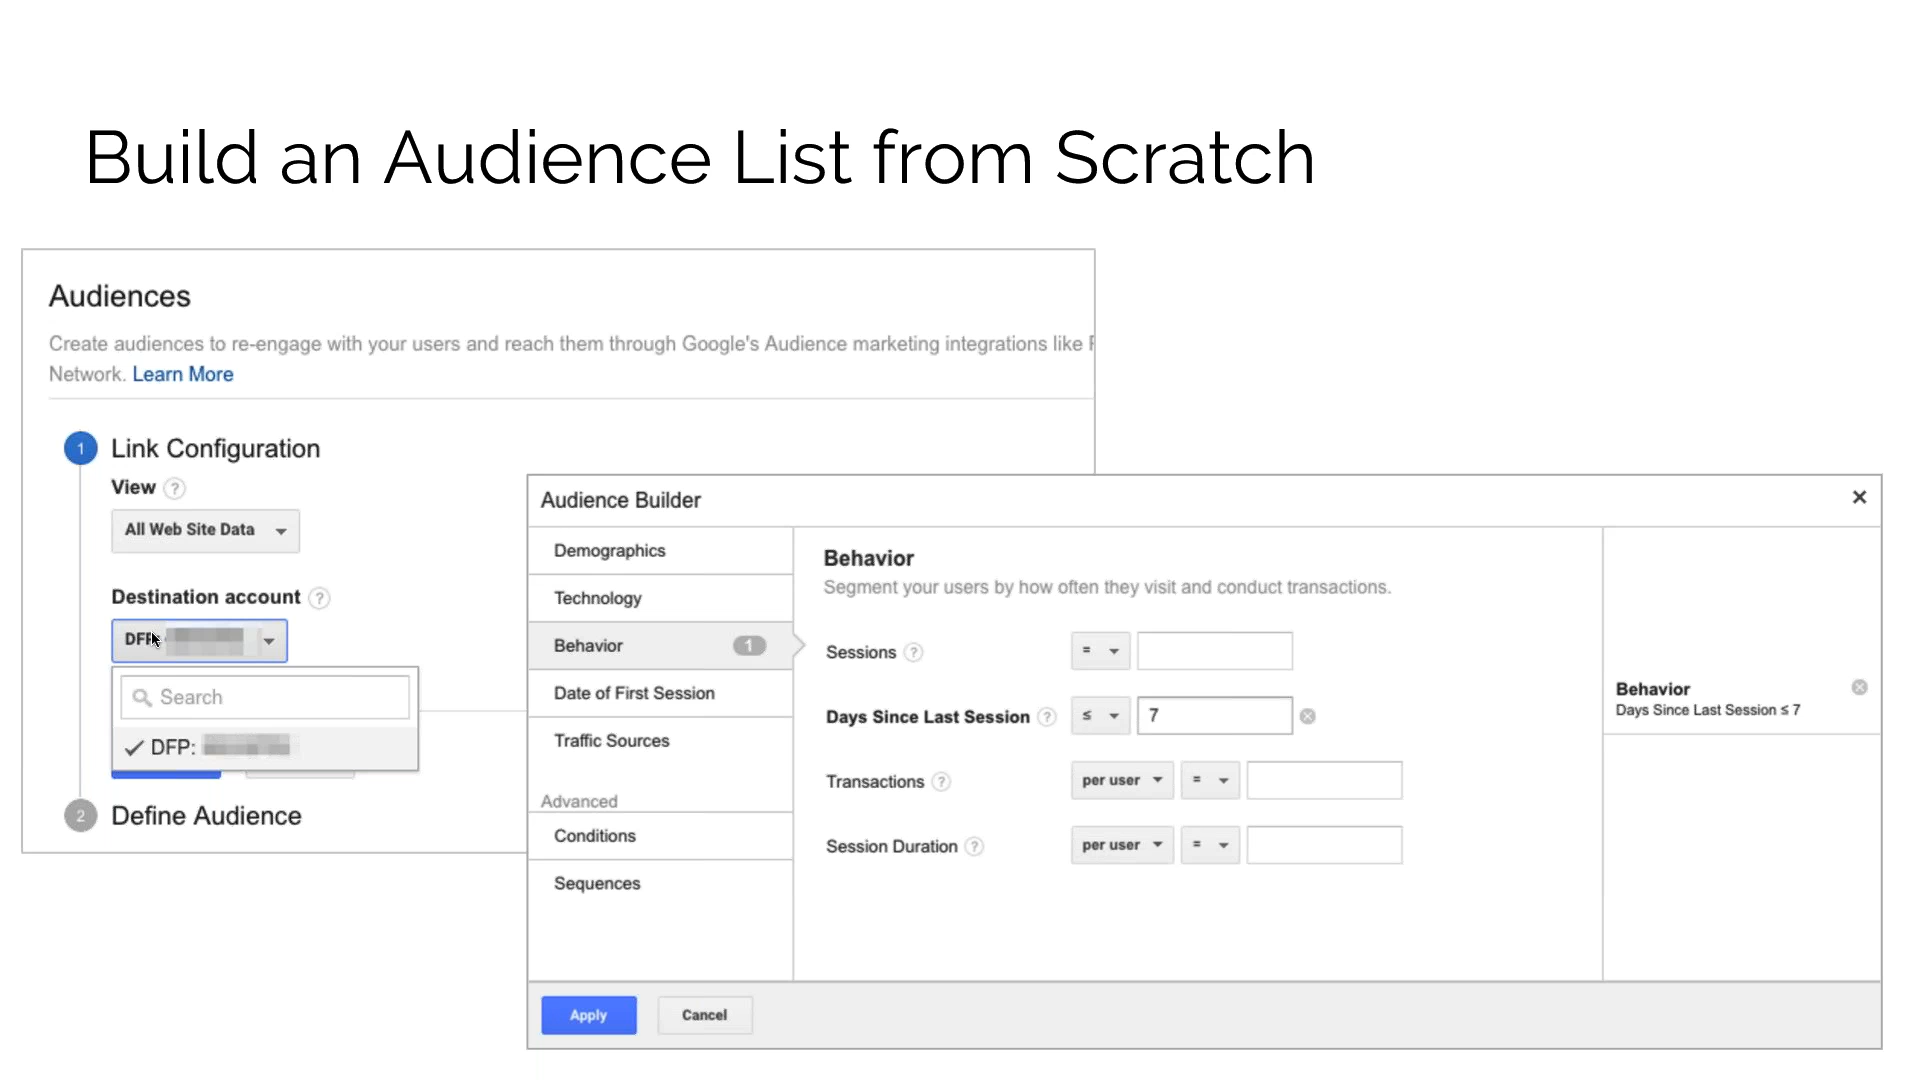 Build an Audience List from Scratch
Audiences
Create audiences to re-engage with your users and reach them through Google's Audience marketing integrations like
Network. Learn More
1 Link Configuration
View ?
All Web Site Data
Destination account ?
DFP
Search
DFP:
2 Define Audience
Audience Builder
Demographics
Technology
Behavior 1
Date of First Session
Traffic Sources
Advanced
Conditions
Sequences
Behavior
Segment your users by how often they visit and conduct transactions.
Sessions ? =
Days Since Last Session ? ≤ 7
Transactions ? per user =
Session Duration ? per user =
Behavior
Days Since Last Session ≤ 7
Apply Cancel